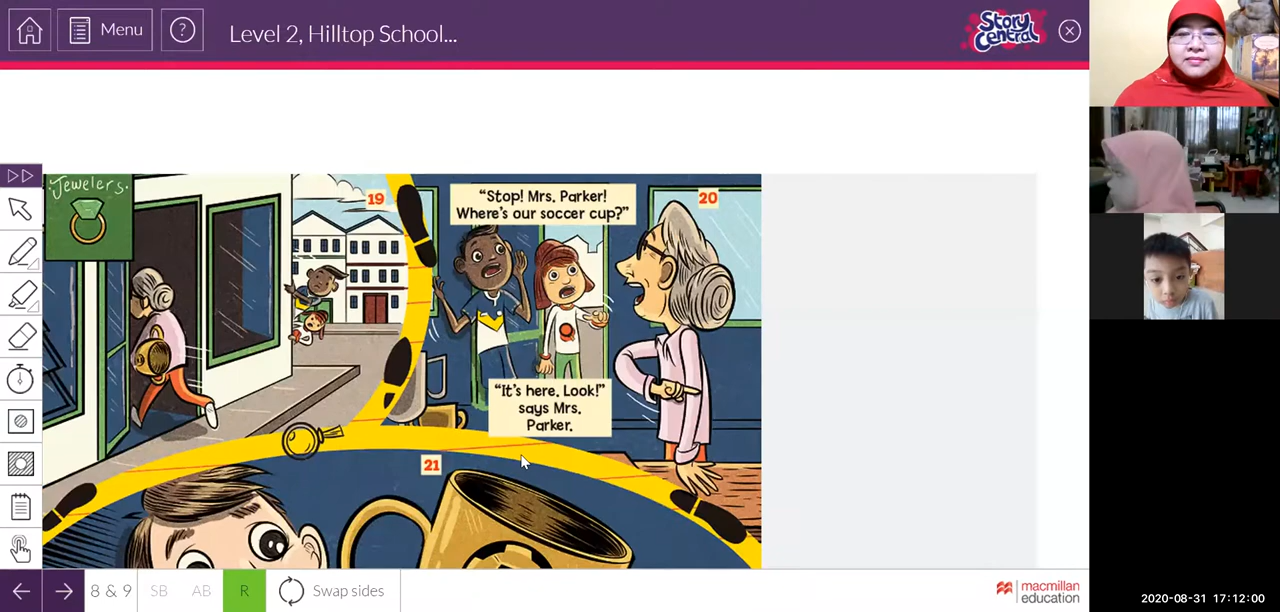 Menu
?
Level 2, Hilltop School...
Story
Central
Jewelers
19
"Stop! Mrs. Parker!
Where's our soccer cup?"
20
"It's here. Look!"
says Mrs.
Parker.
21
8 & 9
SB
AB
R
Swap sides
macmillan
education
2020-08-31 17:12:00